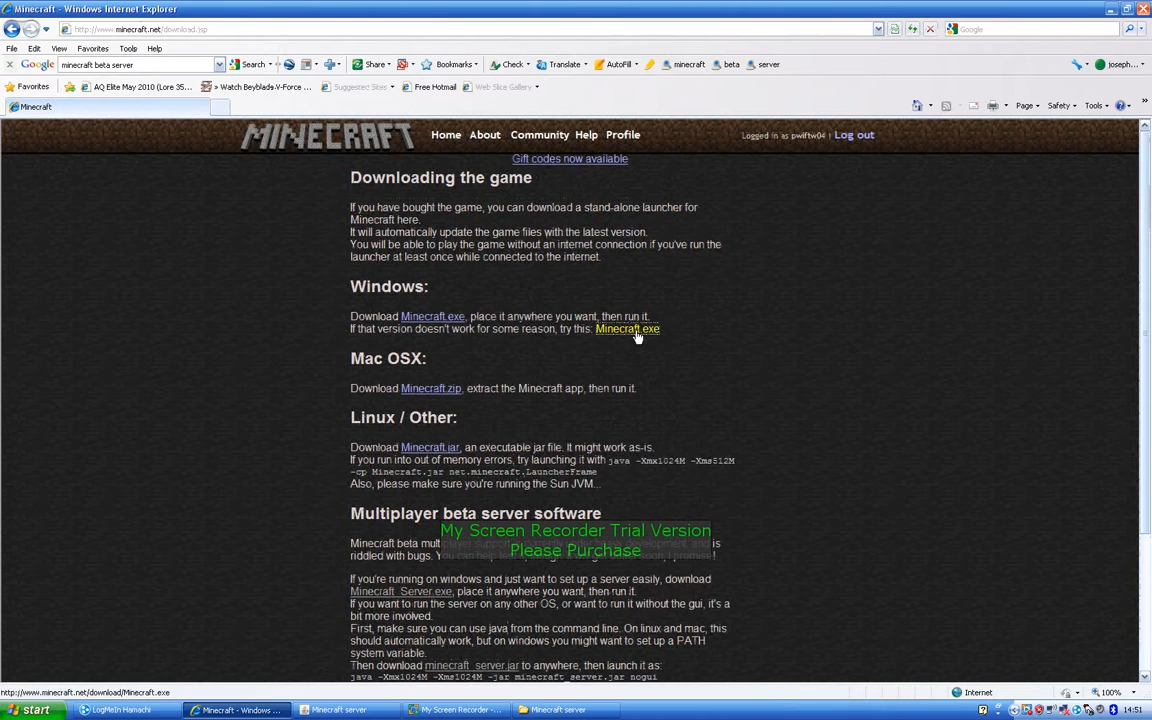 Minecraft - Windows Internet Explorer
http://www.minecraft.net/download.jsp
Google
File Edit View Favorites Tools Help
Google minecraft beta server Search Share Bookmarks Check Translate AutoFill minecraft beta server joseph...
Favorites AQ Elite May 2010 (Lore 35... » Watch Beyblades-V-Force ... Suggested Sites Free Hotmail Web Slice Gallery
Minecraft
Page Safety Tools
MINECRAFT
Home About Community Help Profile
Logged in as pwiftw04 | Log out
Gift codes now available
Downloading the game
If you have bought the game, you can download a stand-alone launcher for
Minecraft here.
It will automatically update the game files with the latest version.
You will be able to play the game without an internet connection if you've run the
launcher at least once while connected to the internet.
Windows:
Download Minecraft.exe, place it anywhere you want, then run it.
If that version doesn't work for some reason, try this: Minecraft.exe
Mac OSX:
Download Minecraft.zip, extract the Minecraft app, then run it.
Linux / Other:
Download Minecraft.jar, an executable jar file. It might work as-is.
If you run into out of memory errors, try launching it with java -Xmx1024M -Xms512M
-cp Minecraft.jar net.minecraft.LauncherFrame
Also, please make sure you're running the Sun JVM...
Multiplayer beta server software
My Screen Recorder Trial Version
Please Purchase
Minecraft beta multiplayer support is currently under heavy development, and is
riddled with bugs. You can help
If you're running on windows and just want to set up a server easily, download
Minecraft_Server.exe, place it anywhere you want, then run it.
If you want to run the server on any other OS, or want to run it without the gui, it's a
bit more involved.
First, make sure you can use java from the command line. On linux and mac, this
should automatically work, but on windows you might want to set up a PATH
system variable.
Then download minecraft_server.jar to anywhere, then launch it as:
java -Xmx1024M -Xms1024M -jar minecraft_server.jar nogui
http://www.minecraft.net/download/Minecraft.exe
Internet
100%
start
LogMeIn Hamachi
Minecraft - Windows ...
Minecraft server
My Screen Recorder -...
Minecraft server
14:51